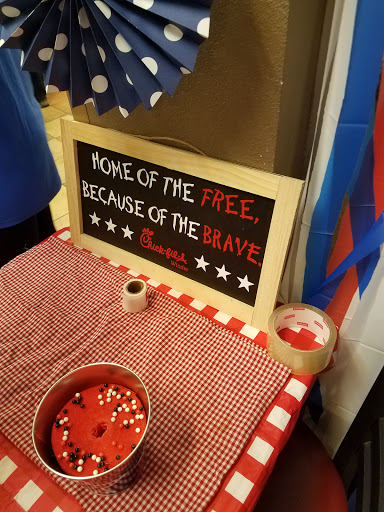 HOME OF THE FREE,
BECAUSE OF THE BRAVE.
Chick-fil-A